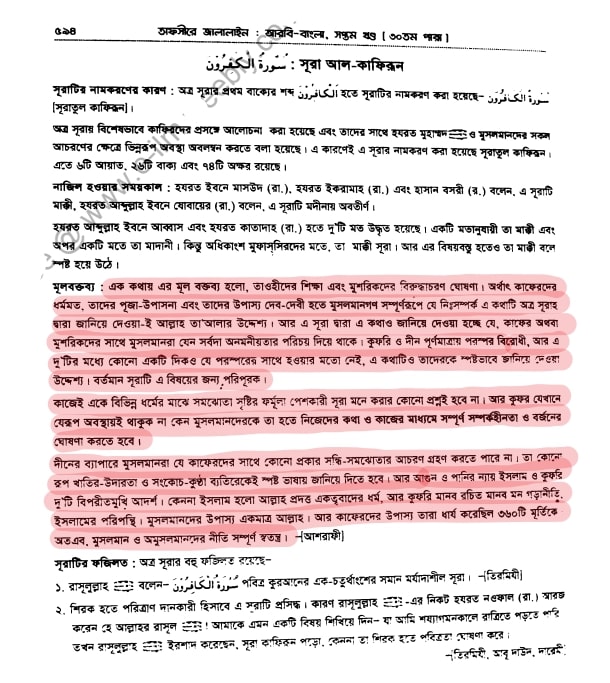 ৫৯৪ তাফসীরে জালালাইন : আরবি-বাংলা, সপ্তম খণ্ড [৩০তম পারা]
سُوْرَةُ الْكٰفِرُوْنَ : সূরা আল-কাফিরূন
সূরাটির নামকরণের কারণ : অত্র সূরার প্রথম বাক্যের শব্দ اَلْكَافِرُوْنَ হতে সূরাটির নামকরণ করা হয়েছে– سُوْرَةُ الْكَافِرُوْنَ
[সূরাতুল কাফিরূন]।
অত্র সূরায় বিশেষভাবে কাফিরদের প্রসঙ্গে আলোচনা করা হয়েছে এবং তাদের সাথে হযরত মুহাম্মদ ﷺ ও মুসলমানদের সকল
আচরণের ক্ষেত্রে ভিন্নরূপ অবস্থা অবলম্বন করতে বলা হয়েছে। এ কারণেই এ সূরার নামকরণ করা হয়েছে সূরাতুল কাফিরূন।
এতে ৬টি আয়াত, ২৬টি বাক্য এবং ৭৪টি অক্ষর রয়েছে।
নাজিল হওয়ার সময়কাল : হযরত ইবনে মাসউদ (রা.), হযরত ইকরামাহ (রা.) এবং হাসান বসরী (র.) বলেন, এ সূরাটি
মাক্কী, হযরত আব্দুল্লাহ ইবনে যোবায়ের (রা.) বলেন, এ সূরাটি মদীনায় অবতীর্ণ।
হযরত আব্দুল্লাহ ইবনে আব্বাস এবং হযরত কাতাদাহ (রা.) হতে দু'টি মত উদ্ধৃত হয়েছে। একটি মতানুযায়ী তা মাক্কী এবং
অপর একটি মতে তা মাদানী। কিন্তু অধিকাংশ মুফাসসিরদের মতে, তা মাক্কী সূরা। আর এর বিষয়বস্তু হতেও তা মাক্কী বলে
স্পষ্ট হয়ে উঠে।
মূলবক্তব্য : এক কথায় এর মূল বক্তব্য হলো, তাওহীদের শিক্ষা এবং মুশরিকদের বিরুদ্ধাচরণ ঘোষণা। অর্থাৎ কাফেরদের
ধর্মমত, তাদের পূজা-উপাসনা এবং তাদের উপাস্য দেব-দেবী হতে মুসলমানগণ সম্পূর্ণরূপে যে নিঃসম্পর্ক এ কথাটি অত্র সূরাহ
দ্বারা জানিয়ে দেওয়া-ই আল্লাহ তা'আলার উদ্দেশ্য। আর এ সূরা দ্বারা এ কথাও জানিয়ে দেওয়া হচ্ছে যে, কাফের অথবা
মুশরিকদের সাথে মুসলমানরা যেন সর্বদা অনমনীয়তার পরিচয় দিয়ে থাকে। কুফরি ও দীন পূর্ণমাত্রায় পরস্পর বিরোধী, আর এ
দু'টির মধ্যে কোনো একটি দিকও যে পরস্পরের সাথে হওয়ার মতো নেই, এ কথাটিও তাদেরকে স্পষ্টভাবে জানিয়ে দেওয়া
উদ্দেশ্য। বর্তমান সূরাটি এ বিষয়ের জন্য পরিপূরক।
কাজেই একে বিভিন্ন ধর্মের মাঝে সমঝোতা সৃষ্টির ফর্মূলা পেশকারী সূরা মনে করার কোনো প্রশ্নই হবে না। আর কুফর যেখানে
যেরূপ অবস্থায়ই থাকুক না কেন মুসলমানদেরকে তা হতে নিজেদের কথা ও কাজের মাধ্যমে সম্পূর্ণ সম্পর্কহীনতা ও বর্জনের
ঘোষণা করতে হবে।
দীনের ব্যাপারে মুসলমানরা যে কাফেরদের সাথে কোনো প্রকার সন্ধি-সমঝোতার আচরণ গ্রহণ করতে পারে না। তা কোনো
রূপ খাতির-উদারতা ও সংকোচ-কুণ্ঠা ব্যতিরেকেই স্পষ্ট ভাষায় জানিয়ে দিতে হবে। আর আগুন ও পানির ন্যায় ইসলাম ও কুফরি
দু'টি বিপরীতমুখি আদর্শ। কেননা ইসলাম হলো আল্লাহ প্রদত্ত একত্ববাদের ধর্ম, আর কুফরি মানব রচিত মানব মন গড়ানীতি,
ইসলামের পরিপন্থি। মুসলমানদের উপাস্য একমাত্র আল্লাহ। আর কাফেরদের উপাস্য তারা ধার্য করেছিল ৩৬০টি মূর্তিকে
অতএব, মুসলমান ও অমুসলমানদের নীতি সম্পূর্ণ স্বতন্ত্র। –[আশরাফী]
সূরাটির ফজিলত : অত্র সূরার বহু ফজিলত রয়েছে–
১. রাসূলুল্লাহ ﷺ বলেন– سُوْرَةُ الْكَافِرُوْنَ পবিত্র কুরআনের এক-চতুর্থাংশের সমান মর্যাদাশীল সূরা। –[তিরমিযী]
২. শিরক হতে পরিত্রাণ দানকারী হিসাবে এ সূরাটি প্রসিদ্ধ। কারণ রাসূলুল্লাহ ﷺ -এর নিকট হযরত নওফাল (রা.) আরজ
করেন হে আল্লাহর রাসূল ﷺ ! আমাকে এমন একটি বিষয় শিখিয়ে দিন– যা আমি শয্যাগমনকালে রাত্রিতে পড়তে পারি
তখন রাসূলুল্লাহ ﷺ ইরশাদ করেছেন, সূরা কাফিরূন পড়ো, কেননা তা শিরক হতে পবিত্রতা ঘোষণা করে।
–[তিরমিযী, আবূ দাউদ, দারেমী]